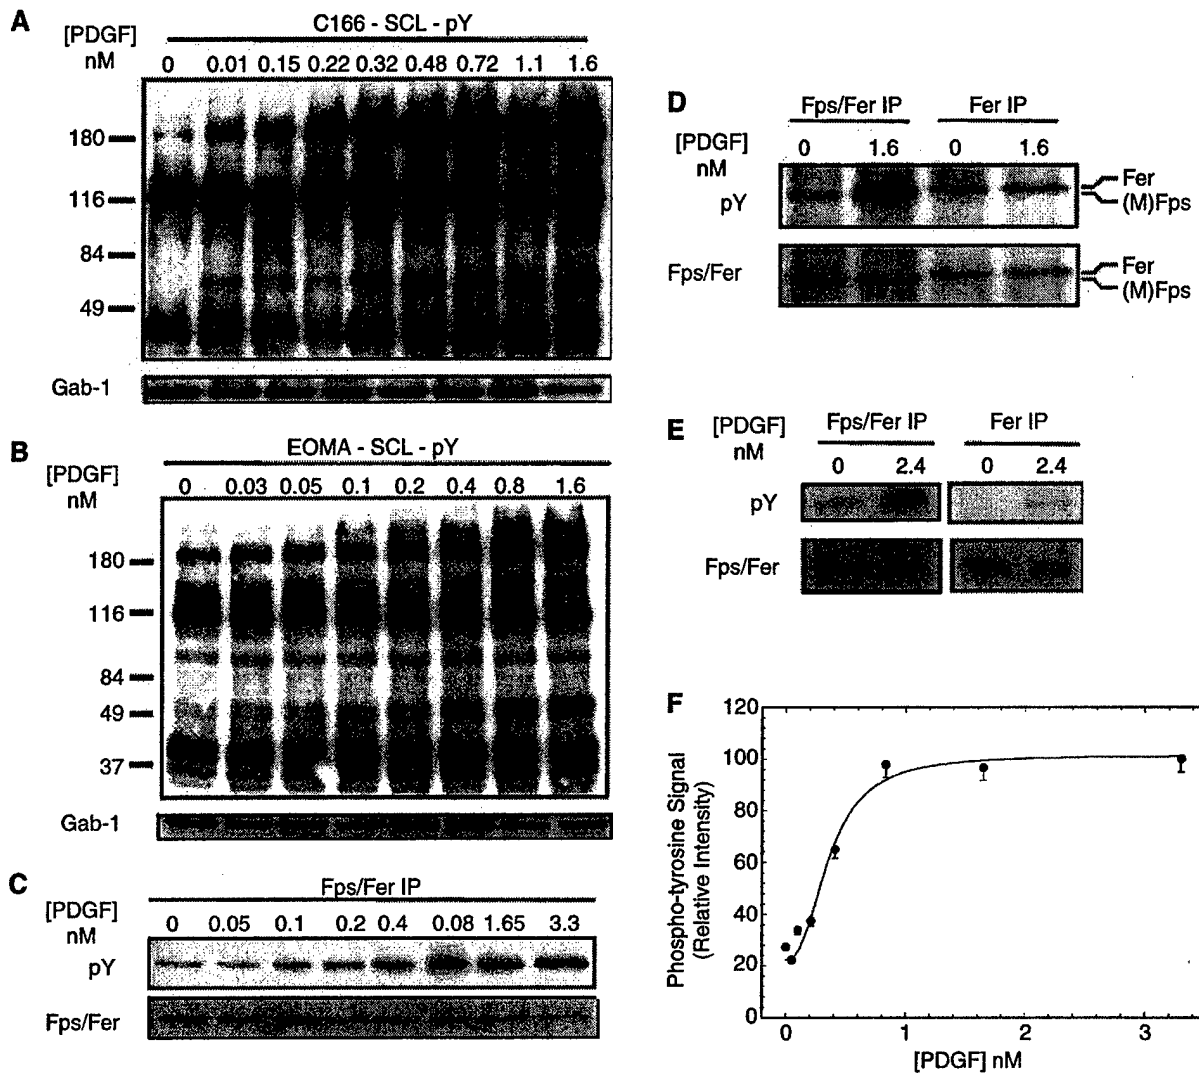 A
C166 - SCL - pY
[PDGF]
nM
0 0.01 0.15 0.22 0.32 0.48 0.72 1.1 1.6
180
116
84
49
Gab-1
B
EOMA - SCL - pY
[PDGF]
nM
0 0.03 0.05 0.1 0.2 0.4 0.8 1.6
180
116
84
49
37
Gab-1
C
Fps/Fer IP
[PDGF]
nM
0 0.05 0.1 0.2 0.4 0.08 1.65 3.3
pY
Fps/Fer
D
Fps/Fer IP Fer IP
[PDGF]
nM
0 1.6 0 1.6
pY
Fer
(M)Fps
Fps/Fer
Fer
(M)Fps
E
[PDGF]
nM
Fps/Fer IP Fer IP
0 2.4 0 2.4
pY
Fps/Fer
F
Phospho-tyrosine Signal
(Relative Intensity)
120
100
80
60
40
20
0
0 1 2 3
[PDGF] nM